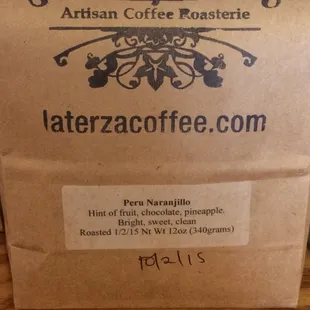 Artisan Coffee Roasterie
laterzacoffee.com
Peru Naranjillo
Hint of fruit, chocolate, pineapple.
Bright, sweet, clean
Roasted 1/2/15 Nt Wt 12oz (340grams)
10/2/15